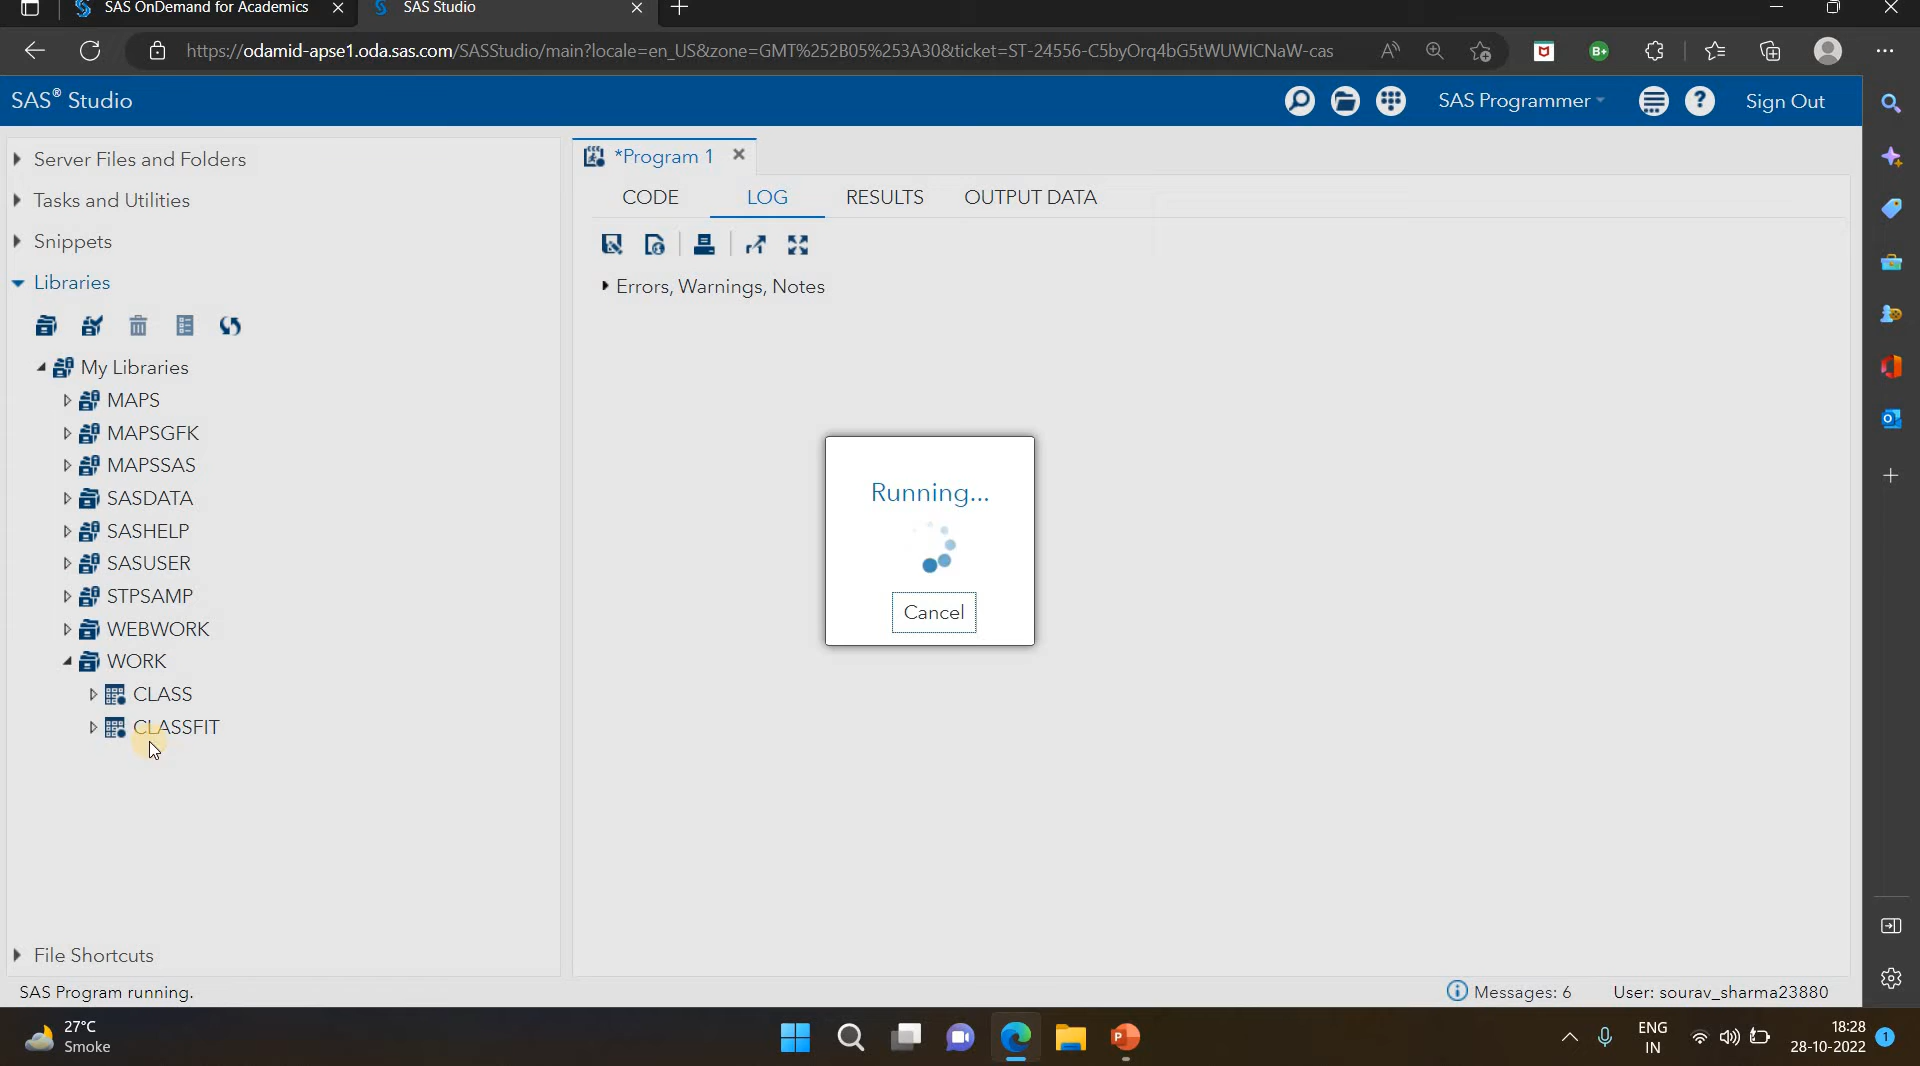 SAS OnDemand for Academics
SAS Studio
https://odamid-apse1.oda.sas.com/SASStudio/main?locale=en_US&zone=GMT%252B05%253A30&ticket=ST-24556-C5byOrq4bG5tWUWICNaW-cas
SAS® Studio
SAS Programmer
Sign Out
Server Files and Folders
Tasks and Utilities
Snippets
Libraries
My Libraries
MAPS
MAPSGFK
MAPSSAS
SASDATA
SASHELP
SASUSER
STPSAMP
WEBWORK
WORK
CLASS
CLASSFIT
File Shortcuts
*Program 1
CODE
LOG
RESULTS
OUTPUT DATA
Errors, Warnings, Notes
Running...
Cancel
SAS Program running.
Messages: 6
User: sourav_sharma23880
27°C
Smoke
ENG
IN
18:28
28-10-2022
1